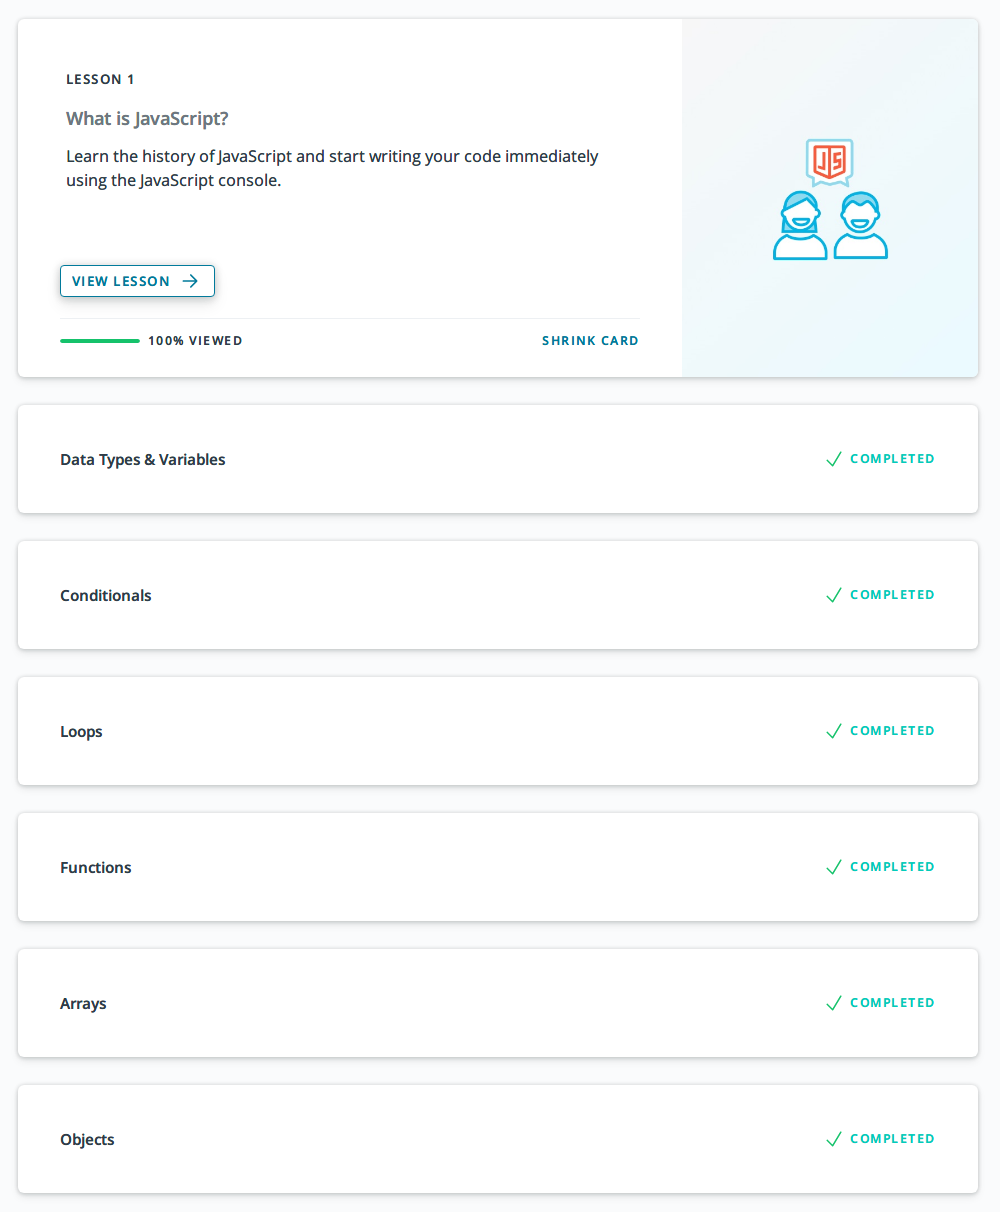 LESSON 1
What is JavaScript?
Learn the history of JavaScript and start writing your code immediately
using the JavaScript console.
JS
VIEW LESSON
100% VIEWED
SHRINK CARD
Data Types & Variables
COMPLETED
Conditionals
COMPLETED
Loops
COMPLETED
Functions
COMPLETED
Arrays
COMPLETED
Objects
COMPLETED